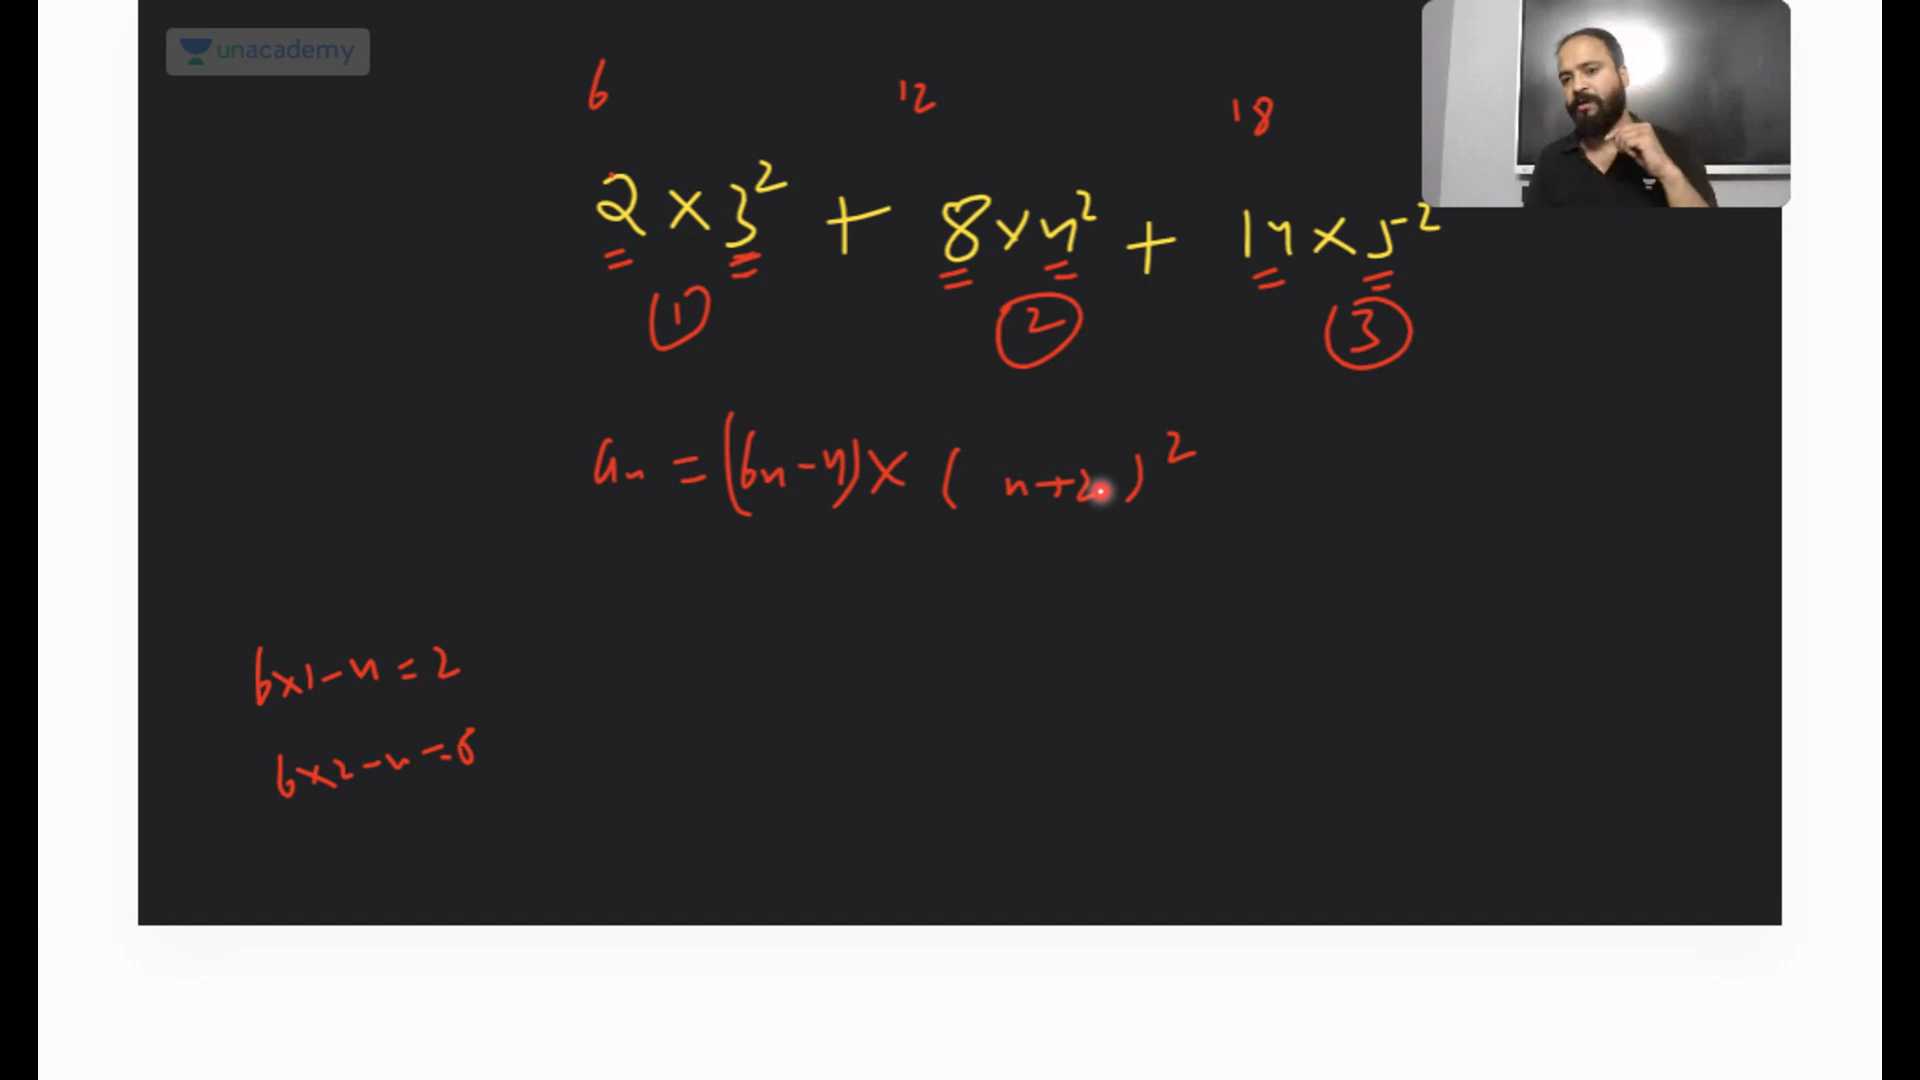 unacademy
6 12 18
2 × 3² + 8 × 4² + 14 × 5²
① ② ③
aₙ = (6n - 4) × ( n + 2 )²
6 × 1 - 4 = 2
6 × 2 - 4 = 8